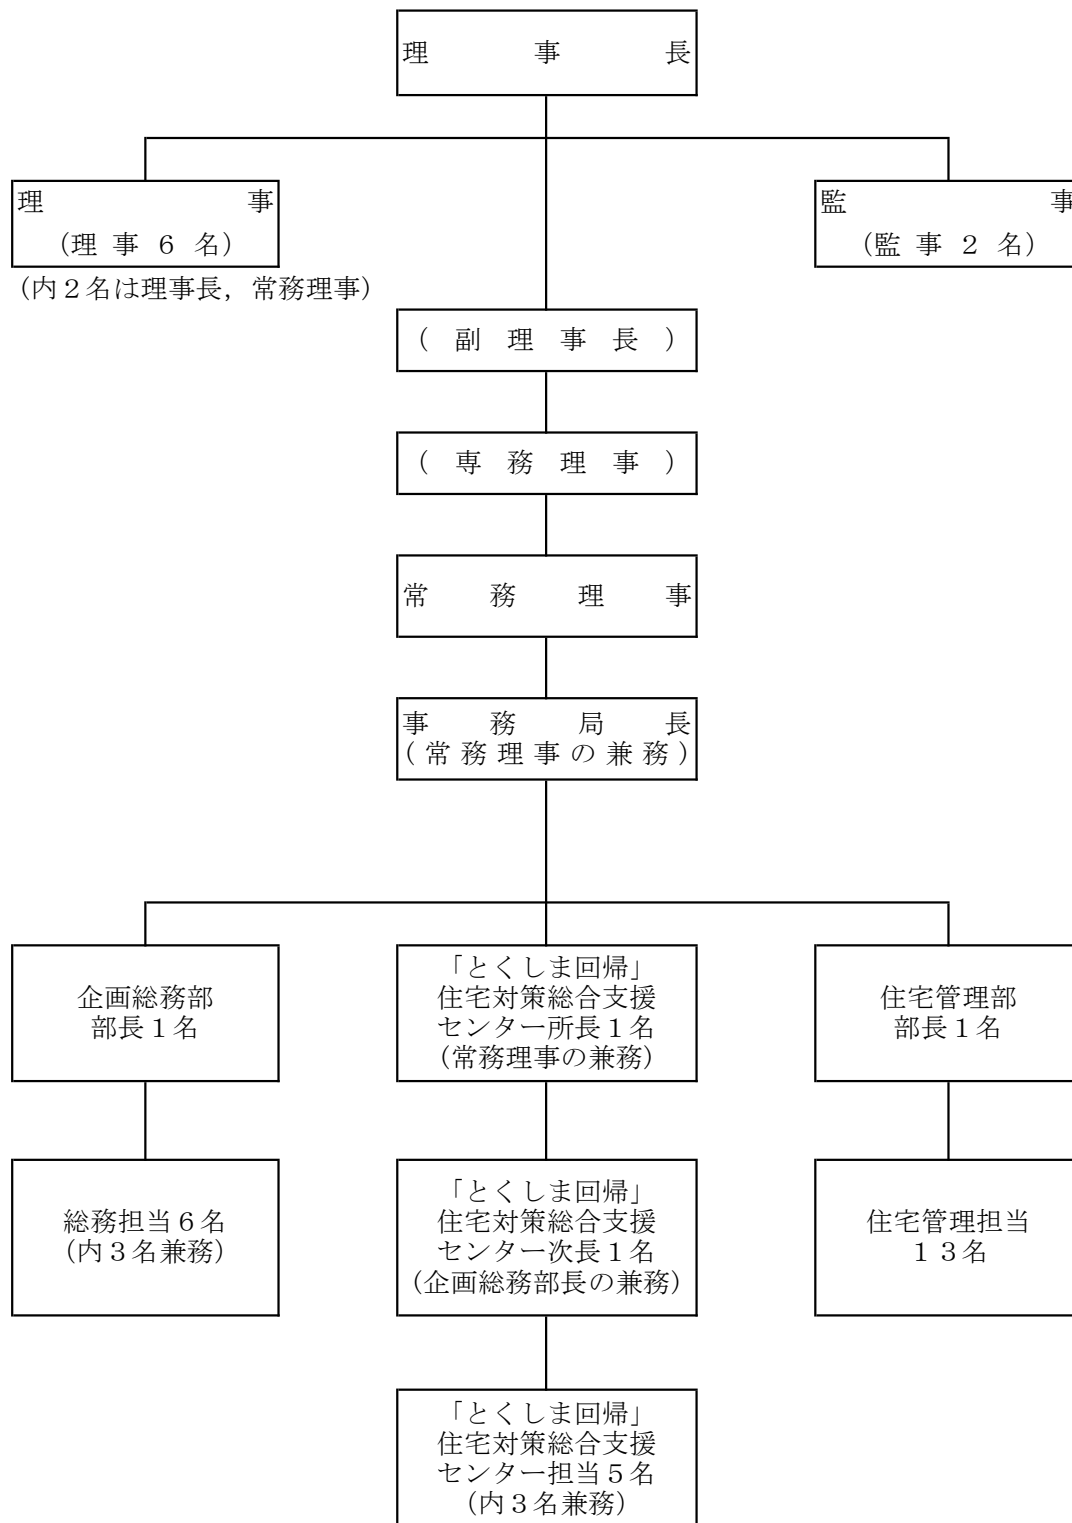 理事長
理事
(理事６名)
(内２名は理事長，常務理事)
監事
(監事２名)
(副理事長)
(専務理事)
常務理事
事務局長
(常務理事の兼務)
企画総務部
部長１名
「とくしま回帰」
住宅対策総合支援
センター所長１名
(常務理事の兼務)
住宅管理部
部長１名
総務担当６名
(内３名兼務)
「とくしま回帰」
住宅対策総合支援
センター次長１名
(企画総務部長の兼務)
住宅管理担当
１３名
「とくしま回帰」
住宅対策総合支援
センター担当５名
(内３名兼務)